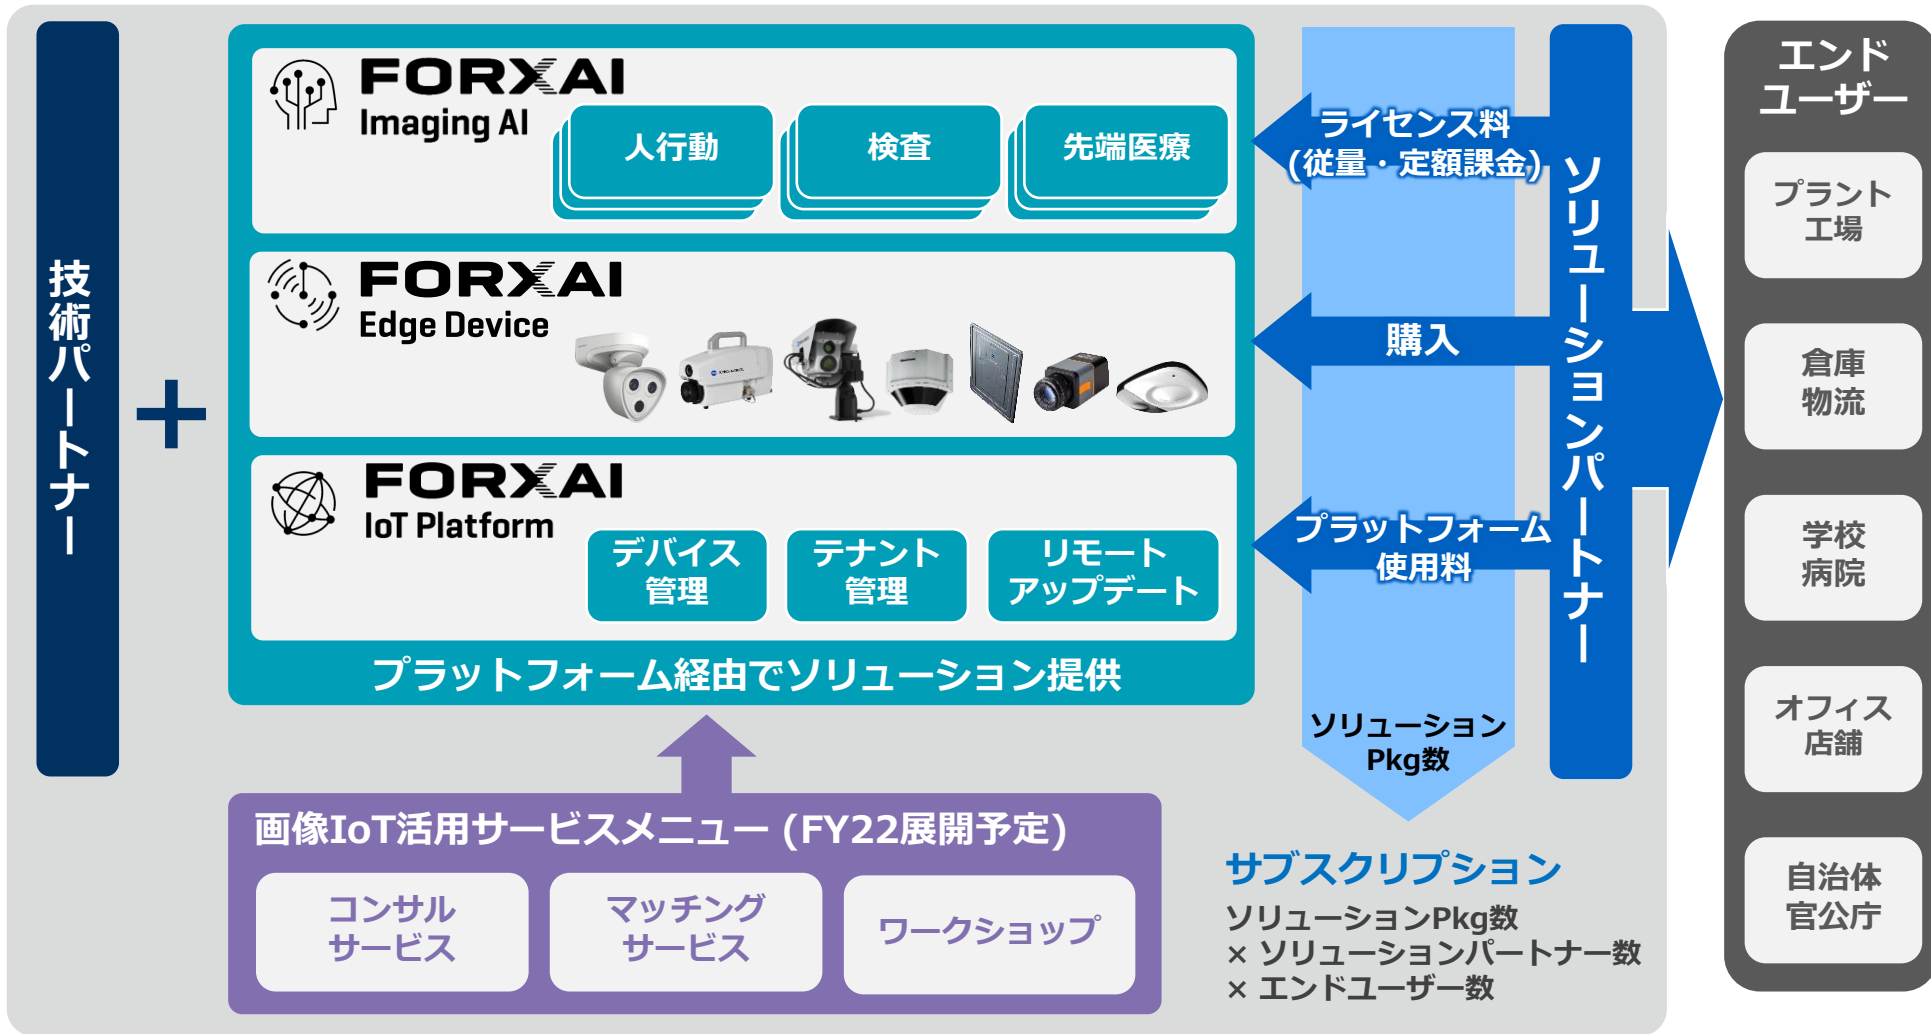 技術パートナー
+
FORXAI
Imaging AI
人行動
検査
先端医療
FORXAI
Edge Device
FORXAI
IoT Platform
デバイス
管理
テナント
管理
リモート
アップデート
プラットフォーム経由でソリューション提供
画像IoT活用サービスメニュー (FY22展開予定)
コンサル
サービス
マッチング
サービス
ワークショップ
ライセンス料
(従量・定額課金)
購入
プラットフォーム
使用料
ソリューション
Pkg数
サブスクリプション
ソリューションPkg数
× ソリューションパートナー数
× エンドユーザー数
ソリューションパートナー
エンド
ユーザー
プラント
工場
倉庫
物流
学校
病院
オフィス
店舗
自治体
官公庁